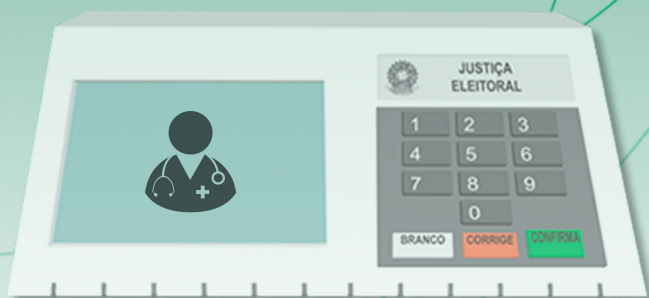 JUSTIÇA
ELEITORAL
1 2 3
4 5 6
7 8 9
0
BRANCO CORRIGE CONFIRMA